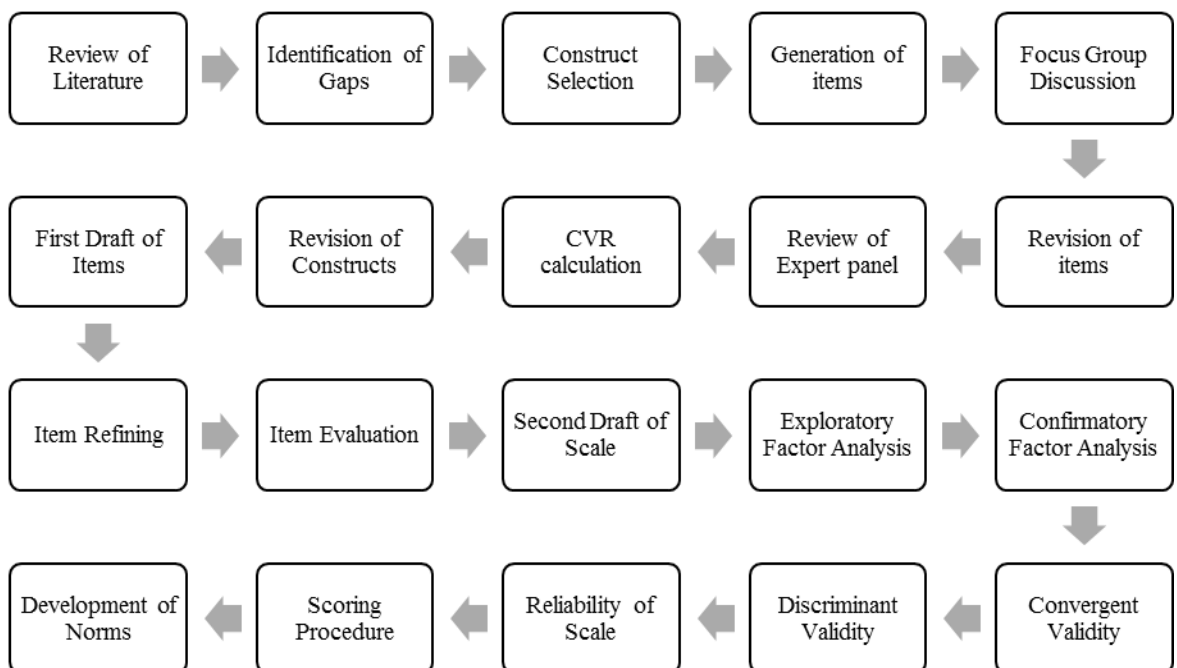 Review of
Literature
Identification of
Gaps
Construct
Selection
Generation of
items
Focus Group
Discussion
Revision of
items
Review of
Expert panel
CVR
calculation
Revision of
Constructs
First Draft of
Items
Item Refining
Item Evaluation
Second Draft of
Scale
Exploratory
Factor Analysis
Confirmatory
Factor Analysis
Convergent
Validity
Discriminant
Validity
Reliability of
Scale
Scoring
Procedure
Development of
Norms